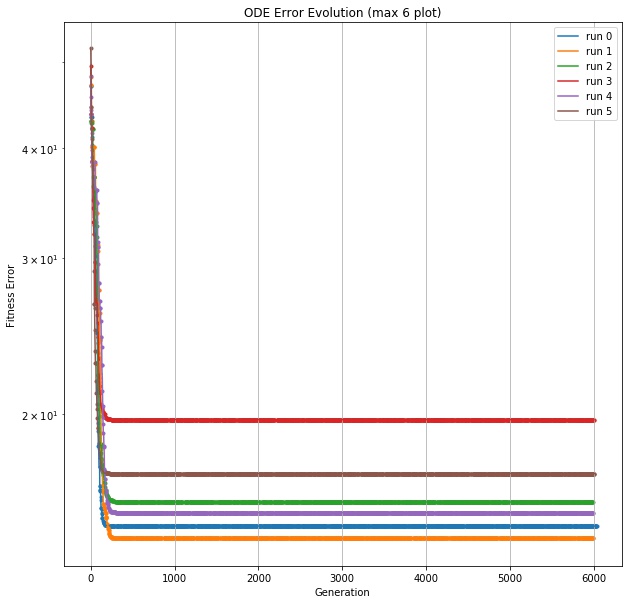 ODE Error Evolution (max 6 plot)
run 0
run 1
run 2
run 3
run 4
run 5
4 × 10¹
3 × 10¹
2 × 10¹
Fitness Error
0 1000 2000 3000 4000 5000 6000
Generation